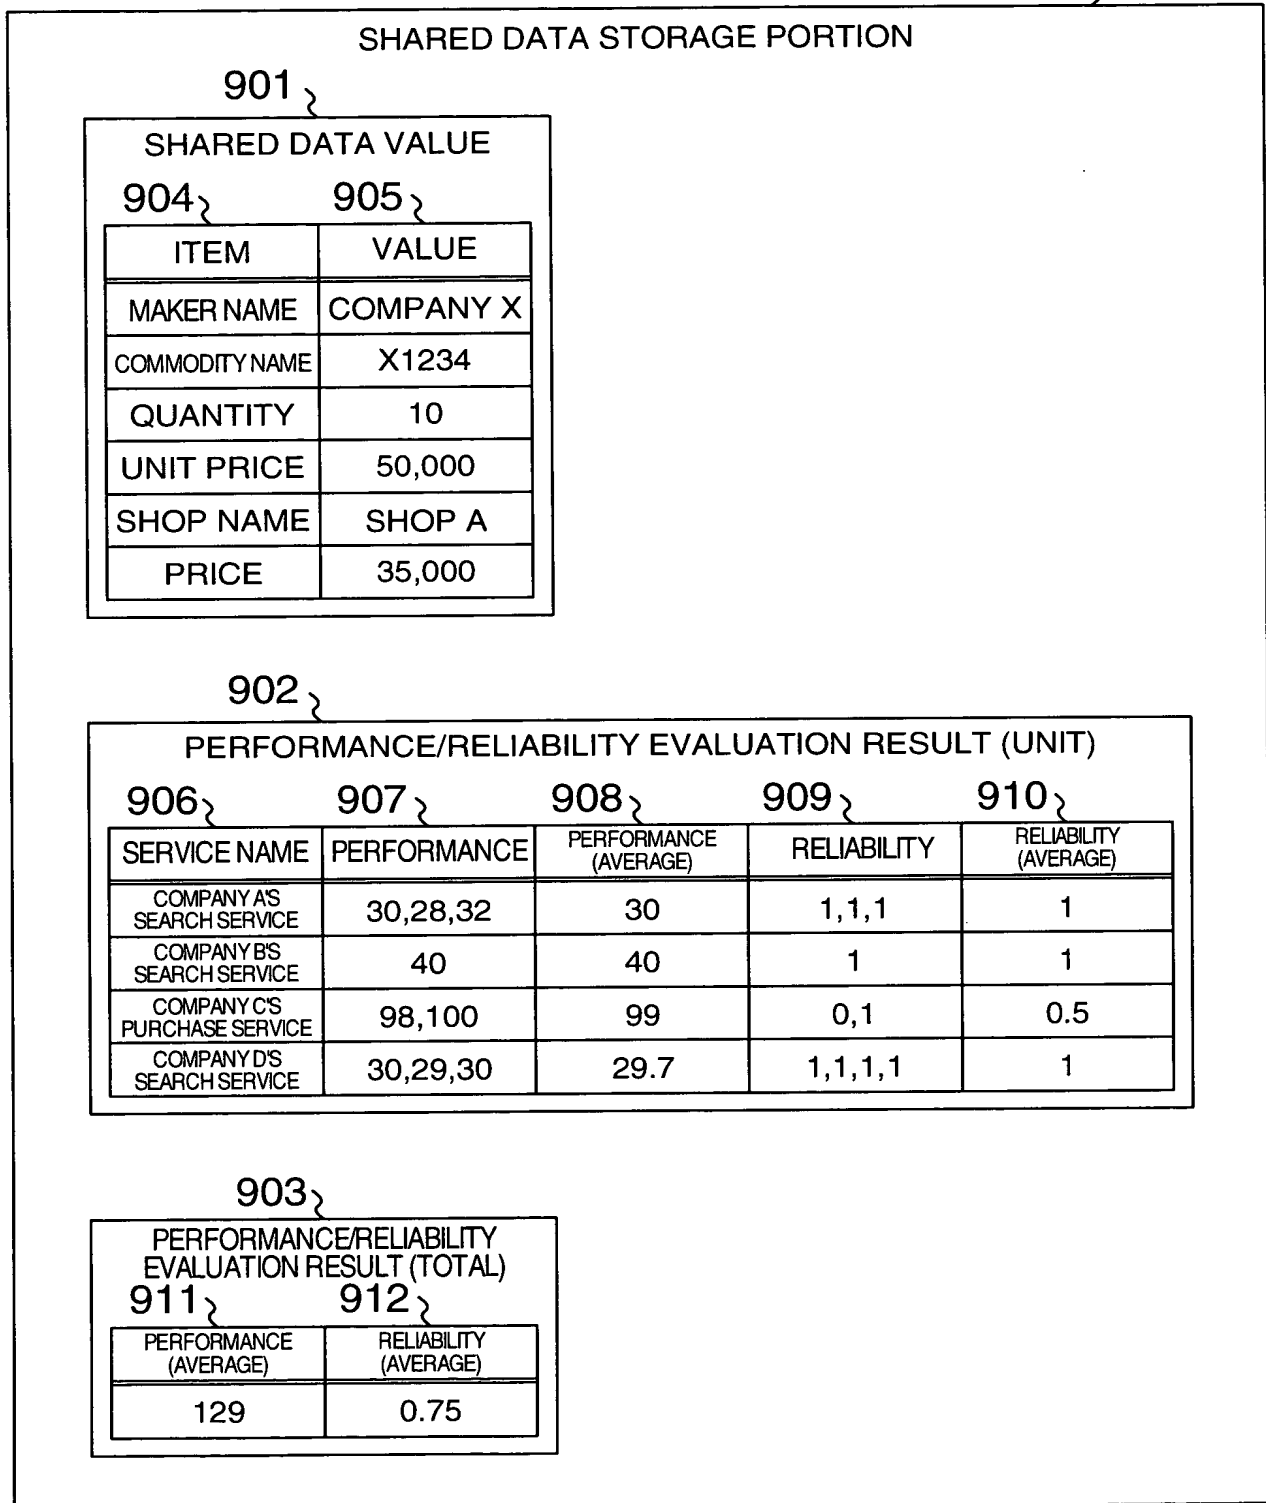 SHARED DATA STORAGE PORTION
901
SHARED DATA VALUE
904 905
ITEM VALUE
MAKER NAME COMPANY X
COMMODITY NAME X1234
QUANTITY 10
UNIT PRICE 50,000
SHOP NAME SHOP A
PRICE 35,000
902
PERFORMANCE/RELIABILITY EVALUATION RESULT (UNIT)
906 907 908 909 910
SERVICE NAME PERFORMANCE PERFORMANCE (AVERAGE) RELIABILITY RELIABILITY (AVERAGE)
COMPANY A'S SEARCH SERVICE 30,28,32 30 1,1,1 1
COMPANY B'S SEARCH SERVICE 40 40 1 1
COMPANY C'S PURCHASE SERVICE 98,100 99 0,1 0.5
COMPANY D'S SEARCH SERVICE 30,29,30 29.7 1,1,1,1 1
903
PERFORMANCE/RELIABILITY
EVALUATION RESULT (TOTAL)
911 912
PERFORMANCE (AVERAGE) RELIABILITY (AVERAGE)
129 0.75